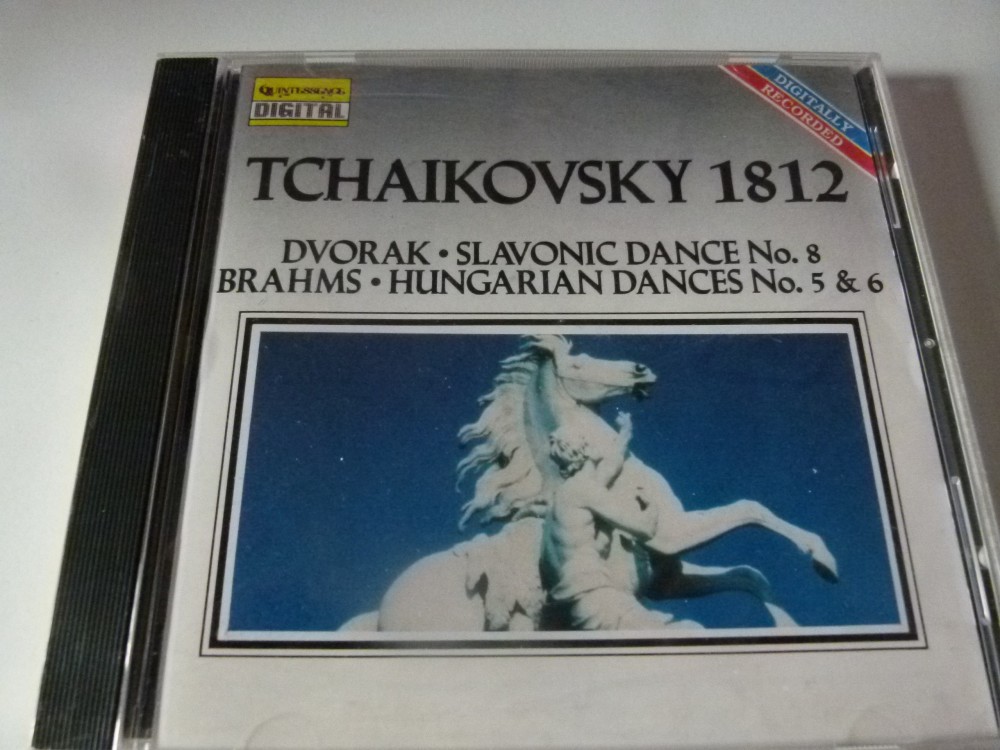 QUINTESSENCE
DIGITAL
DIGITALLY
RECORDED
TCHAIKOVSKY 1812
DVORAK • SLAVONIC DANCE No. 8
BRAHMS • HUNGARIAN DANCES No. 5 & 6